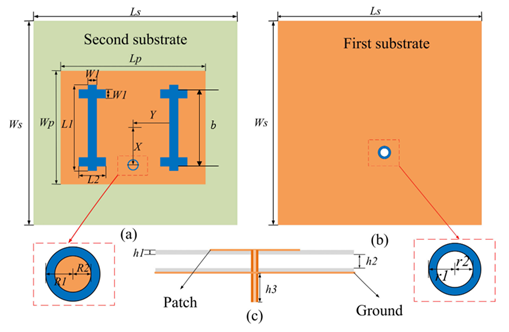 Ls
Second substrate
Lp
W1
W1
Ws
Wp
L1
Y
X
b
L2
(a)
R1
R2
Ls
First substrate
Ws
(b)
r1
r2
h1
h2
h3
Patch
Ground
(c)